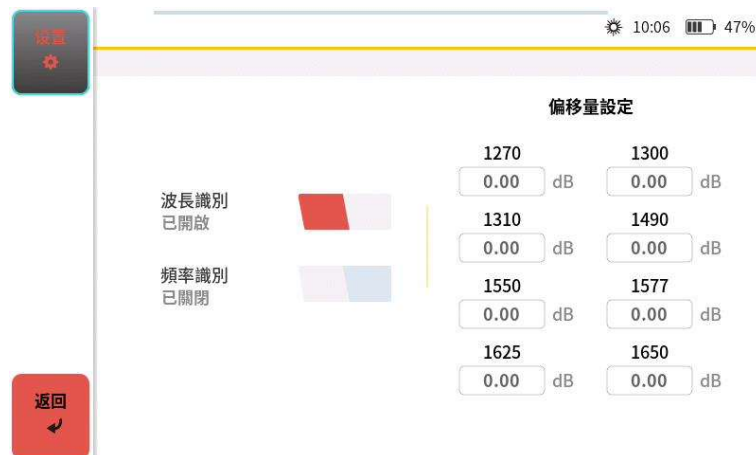 设置
10:06 47%
偏移量設定
1270 1300
0.00 dB 0.00 dB
波長識別
已開啟
1310 1490
0.00 dB 0.00 dB
頻率識別
已關閉
1550 1577
0.00 dB 0.00 dB
1625 1650
0.00 dB 0.00 dB
返回